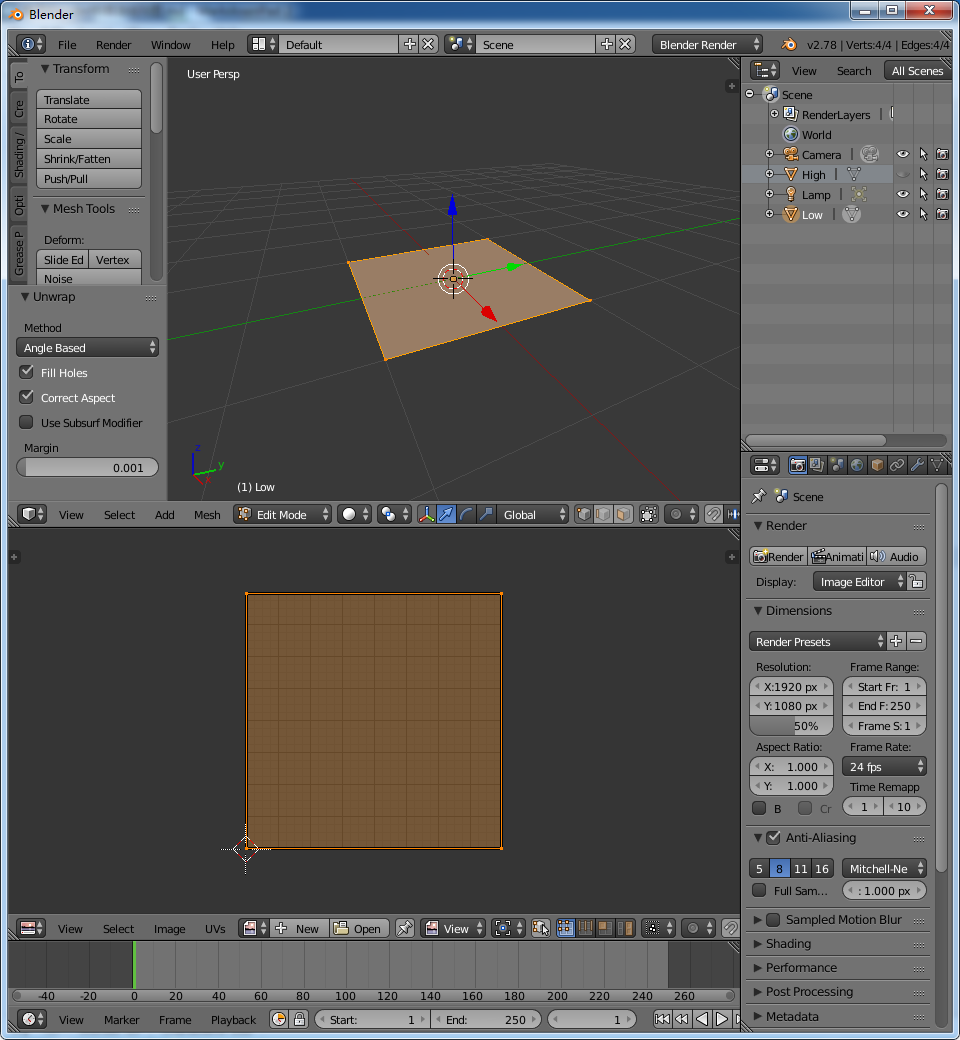 Blender
File Render Window Help Default Scene Blender Render v2.78 | Verts:4/4 | Edges:4/4
To
Cre
Shading /
Opti
Grease P
Transform
Translate
Rotate
Scale
Shrink/Fatten
Push/Pull
Mesh Tools
Deform:
Slide Ed Vertex
Noise
Unwrap
Method
Angle Based
Fill Holes
Correct Aspect
Use Subsurf Modifier
Margin
0.001
User Persp
z
y
(1) Low
View Select Add Mesh Edit Mode Global
View Search All Scenes
Scene
RenderLayers
World
Camera
High
Lamp
Low
Scene
Render
Render Animati Audio
Display: Image Editor
Dimensions
Render Presets
Resolution: Frame Range:
X:1920 px Start Fr: 1
Y:1080 px End F:250
50% Frame S:1
Aspect Ratio: Frame Rate:
X: 1.000 24 fps
Y: 1.000 Time Remapp
B Cr 1 10
Anti-Aliasing
5 8 11 16 Mitchell-Ne
Full Sam... : 1.000 px
Sampled Motion Blur
Shading
Performance
Post Processing
Metadata
View Select Image UVs New Open View
-40 -20 0 20 40 60 80 100 120 140 160 180 200 220 240 260
View Marker Frame Playback Start: 1 End: 250 1